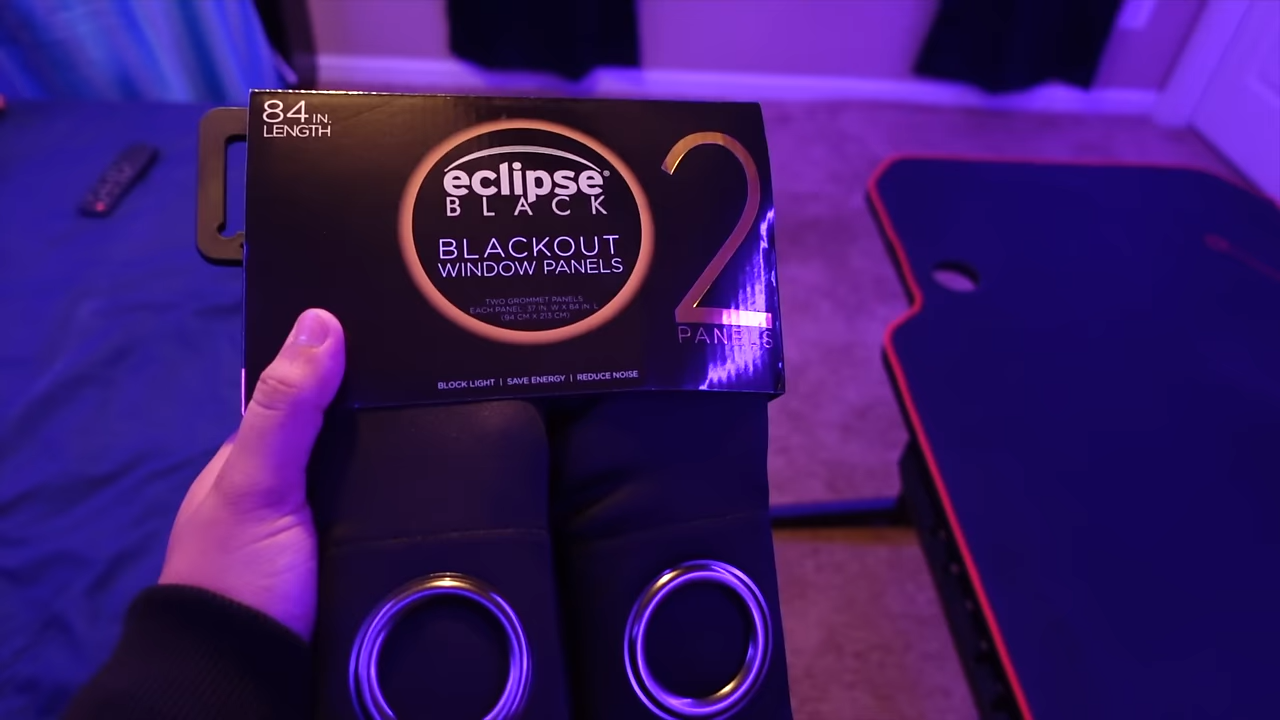 84 IN.
LENGTH
eclipse®
BLACK
BLACKOUT
WINDOW PANELS
TWO GROMMET PANELS
EACH PANEL: 37 IN. W X 84 IN. L
(94 CM X 213 CM)
2
PANELS
BLOCK LIGHT | SAVE ENERGY | REDUCE NOISE